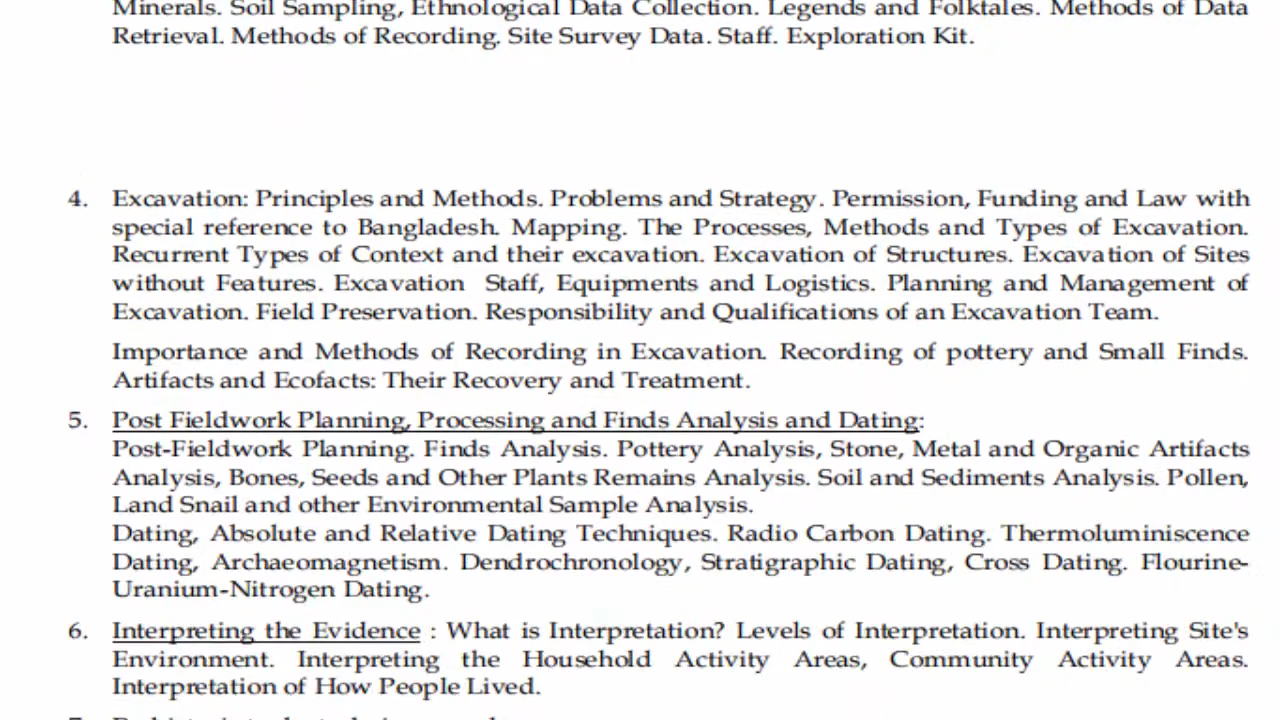 Minerals. Soil Sampling, Ethnological Data Collection. Legends and Folktales. Methods of Data
Retrieval. Methods of Recording. Site Survey Data. Staff. Exploration Kit.
4. Excavation: Principles and Methods. Problems and Strategy. Permission, Funding and Law with
special reference to Bangladesh. Mapping. The Processes, Methods and Types of Excavation.
Recurrent Types of Context and their excavation. Excavation of Structures. Excavation of Sites
without Features. Excavation Staff, Equipments and Logistics. Planning and Management of
Excavation. Field Preservation. Responsibility and Qualifications of an Excavation Team.
Importance and Methods of Recording in Excavation. Recording of pottery and Small Finds.
Artifacts and Ecofacts: Their Recovery and Treatment.
5. Post Fieldwork Planning, Processing and Finds Analysis and Dating:
Post-Fieldwork Planning. Finds Analysis. Pottery Analysis, Stone, Metal and Organic Artifacts
Analysis, Bones, Seeds and Other Plants Remains Analysis. Soil and Sediments Analysis. Pollen,
Land Snail and other Environmental Sample Analysis.
Dating, Absolute and Relative Dating Techniques. Radio Carbon Dating. Thermoluminiscence
Dating, Archaeomagnetism. Dendrochronology, Stratigraphic Dating, Cross Dating. Flourine-
Uranium-Nitrogen Dating.
6. Interpreting the Evidence : What is Interpretation? Levels of Interpretation. Interpreting Site's
Environment. Interpreting the Household Activity Areas, Community Activity Areas.
Interpretation of How People Lived.